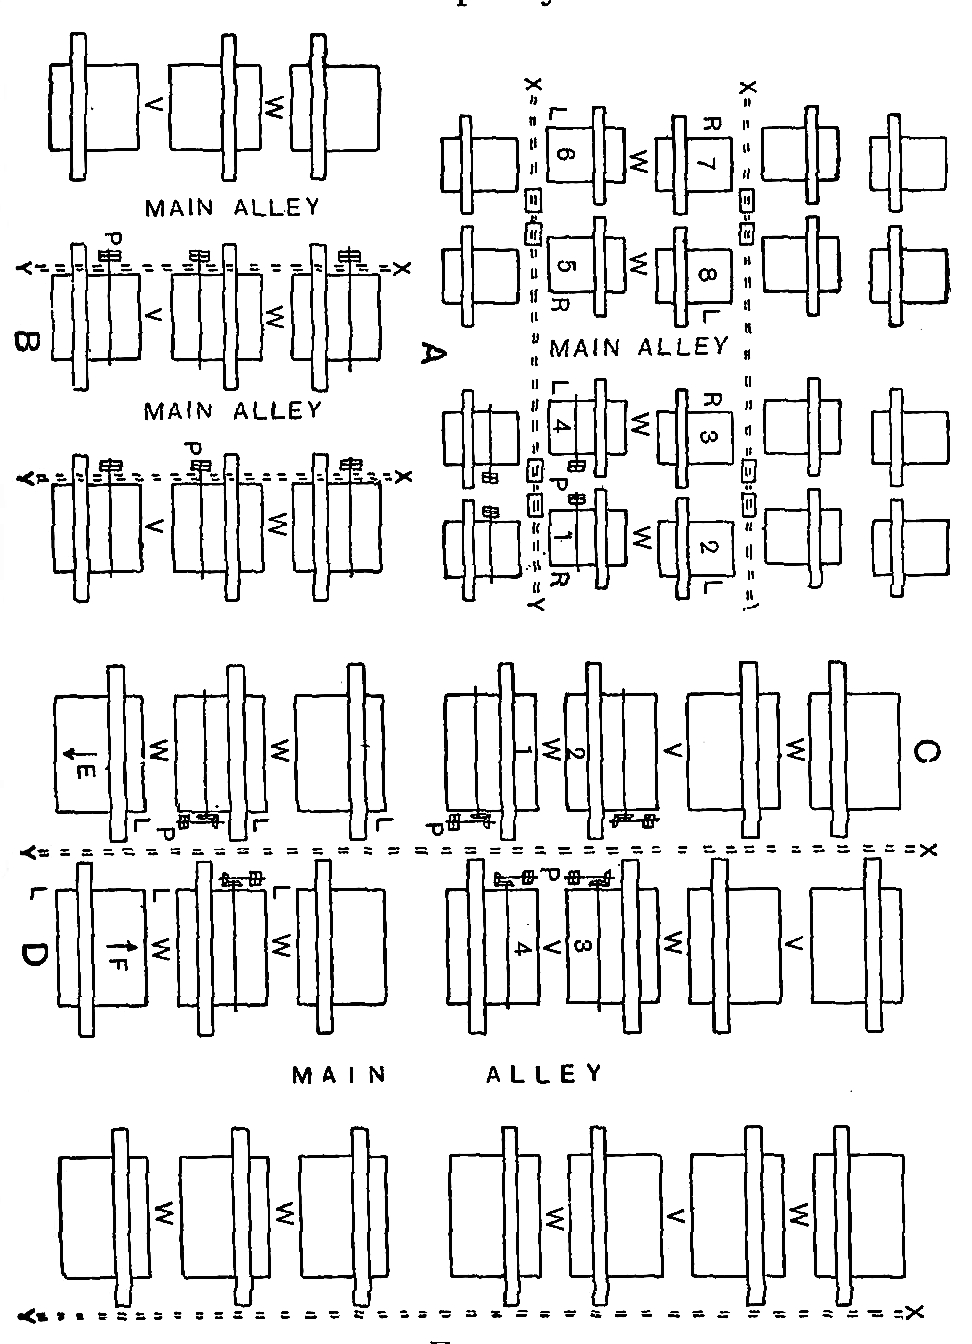 X X
L R
V W 6 W 7
MAIN ALLEY
P
Y X
5 W 8
V W
B R L
A MAIN ALLEY
MAIN ALLEY
L R
4 W 3
P
P
Y X
V W
1 W 2
R L
Y
C
E W W 1 W 2 V W
L L L
P P
Y X
L L L P
D F W W 4 V 3 W V
MAIN ALLEY
W W W V W
Y X